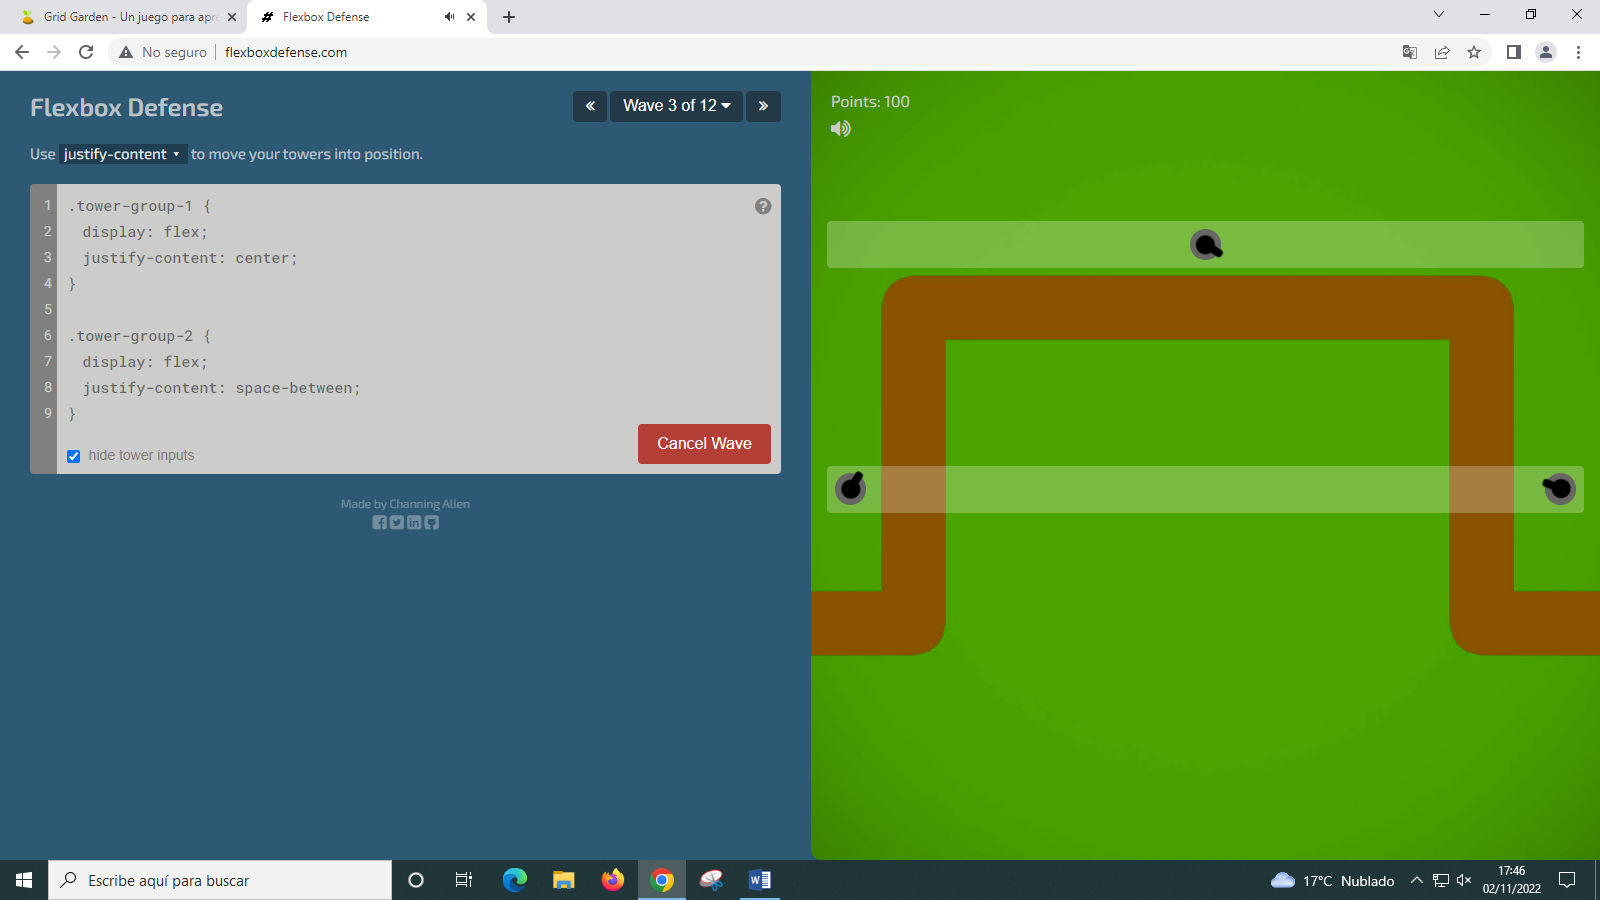 Grid Garden - Un juego para apre
Flexbox Defense
No seguro
flexboxdefense.com
Flexbox Defense
« Wave 3 of 12 »
Use justify-content to move your towers into position.
1 .tower-group-1 {
2 display: flex;
3 justify-content: center;
4 }
5
6 .tower-group-2 {
7 display: flex;
8 justify-content: space-between;
9 }
hide tower inputs
Cancel Wave
Made by Channing Allen
Points: 100
Escribe aquí para buscar
17°C Nublado
17:46
02/11/2022